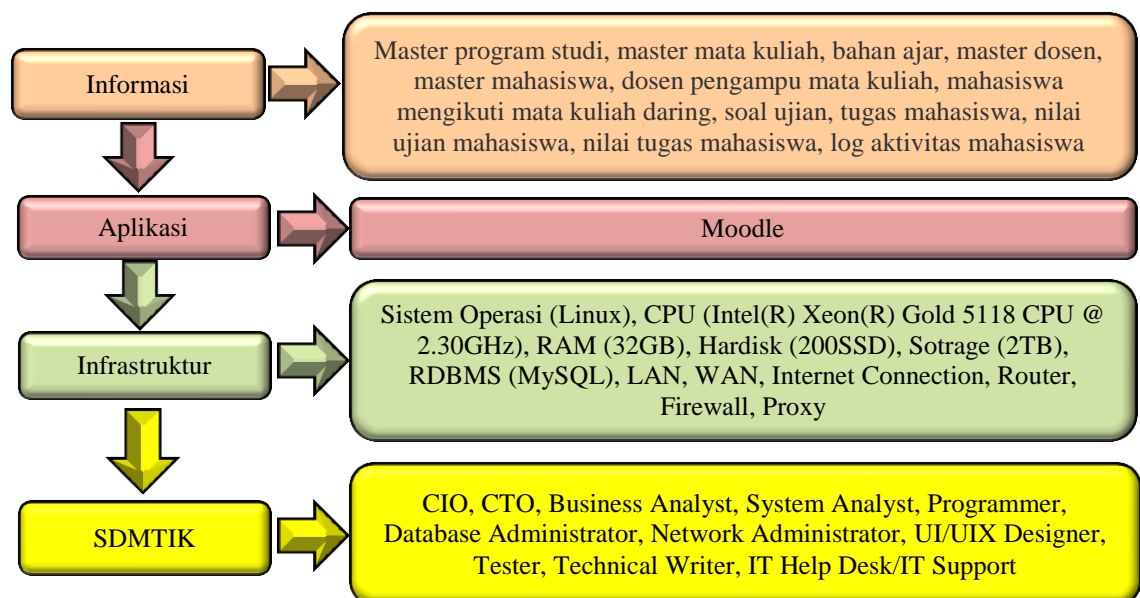 Informasi
Master program studi, master mata kuliah, bahan ajar, master dosen,
master mahasiswa, dosen pengampu mata kuliah, mahasiswa
mengikuti mata kuliah daring, soal ujian, tugas mahasiswa, nilai
ujian mahasiswa, nilai tugas mahasiswa, log aktivitas mahasiswa
Aplikasi
Moodle
Infrastruktur
Sistem Operasi (Linux), CPU (Intel(R) Xeon(R) Gold 5118 CPU @
2.30GHz), RAM (32GB), Hardisk (200SSD), Sotrage (2TB),
RDBMS (MySQL), LAN, WAN, Internet Connection, Router,
Firewall, Proxy
SDMTIK
CIO, CTO, Business Analyst, System Analyst, Programmer,
Database Administrator, Network Administrator, UI/UIX Designer,
Tester, Technical Writer, IT Help Desk/IT Support